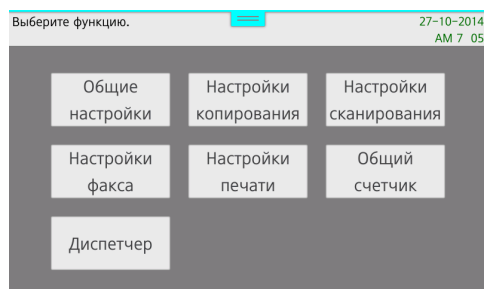 Выберите функцию.
27-10-2014
AM 7 05
Общие
настройки
Настройки
копирования
Настройки
сканирования
Настройки
факса
Настройки
печати
Общий
счетчик
Диспетчер